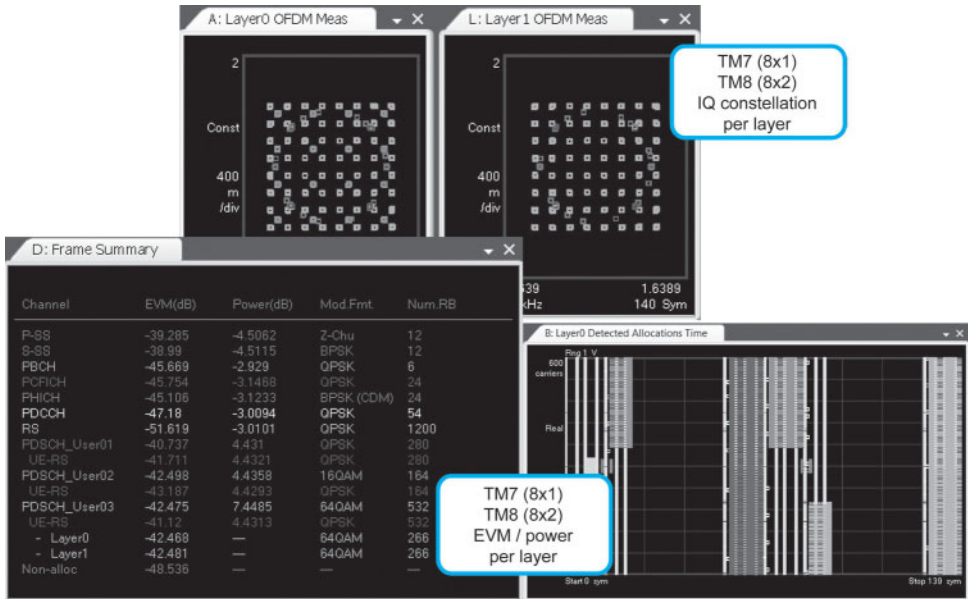 A: Layer0 OFDM Meas
2
Const
400
m
/div
L: Layer1 OFDM Meas
2
Const
400
m
/div
1.6389
kHz
140 Sym
TM7 (8x1)
TM8 (8x2)
IQ constellation
per layer
D: Frame Summary
Channel EVM(dB) Power(dB) Mod.Fmt. Num.RB
P-SS -39.285 -4.5062 Z-Chu 12
S-SS -38.99 -4.5115 BPSK 12
PBCH -45.669 -2.929 QPSK 6
PCFICH -45.754 -3.1468 QPSK 24
PHICH -45.106 -3.1233 BPSK (CDM) 24
PDCCH -47.18 -3.0094 QPSK 54
RS -51.619 -3.0101 QPSK 1200
PDSCH_User01 -40.737 4.431 QPSK 280
UE-RS -41.711 4.4321 QPSK 280
PDSCH_User02 -42.498 4.4358 16QAM 164
UE-RS -43.187 4.4293 QPSK 164
PDSCH_User03 -42.475 7.4485 64QAM 532
UE-RS -41.12 4.4313 QPSK 532
- Layer0 -42.468 — 64QAM 266
- Layer1 -42.481 — 64QAM 266
Non-alloc -48.536 — — —
TM7 (8x1)
TM8 (8x2)
EVM / power
per layer
B: Layer0 Detected Allocations Time
Rng 1 V
600
carriers
Real
Start 0 sym
Stop 139 sym